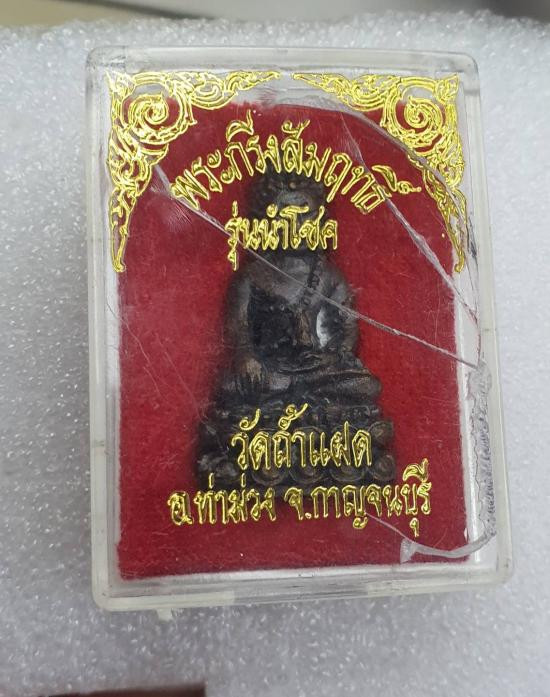 พระกริ่งสัมฤทธิ์
รุ่นนำโชค
วัดถ้ำแฝด
อ.ท่าม่วง จ.กาญจนบุรี